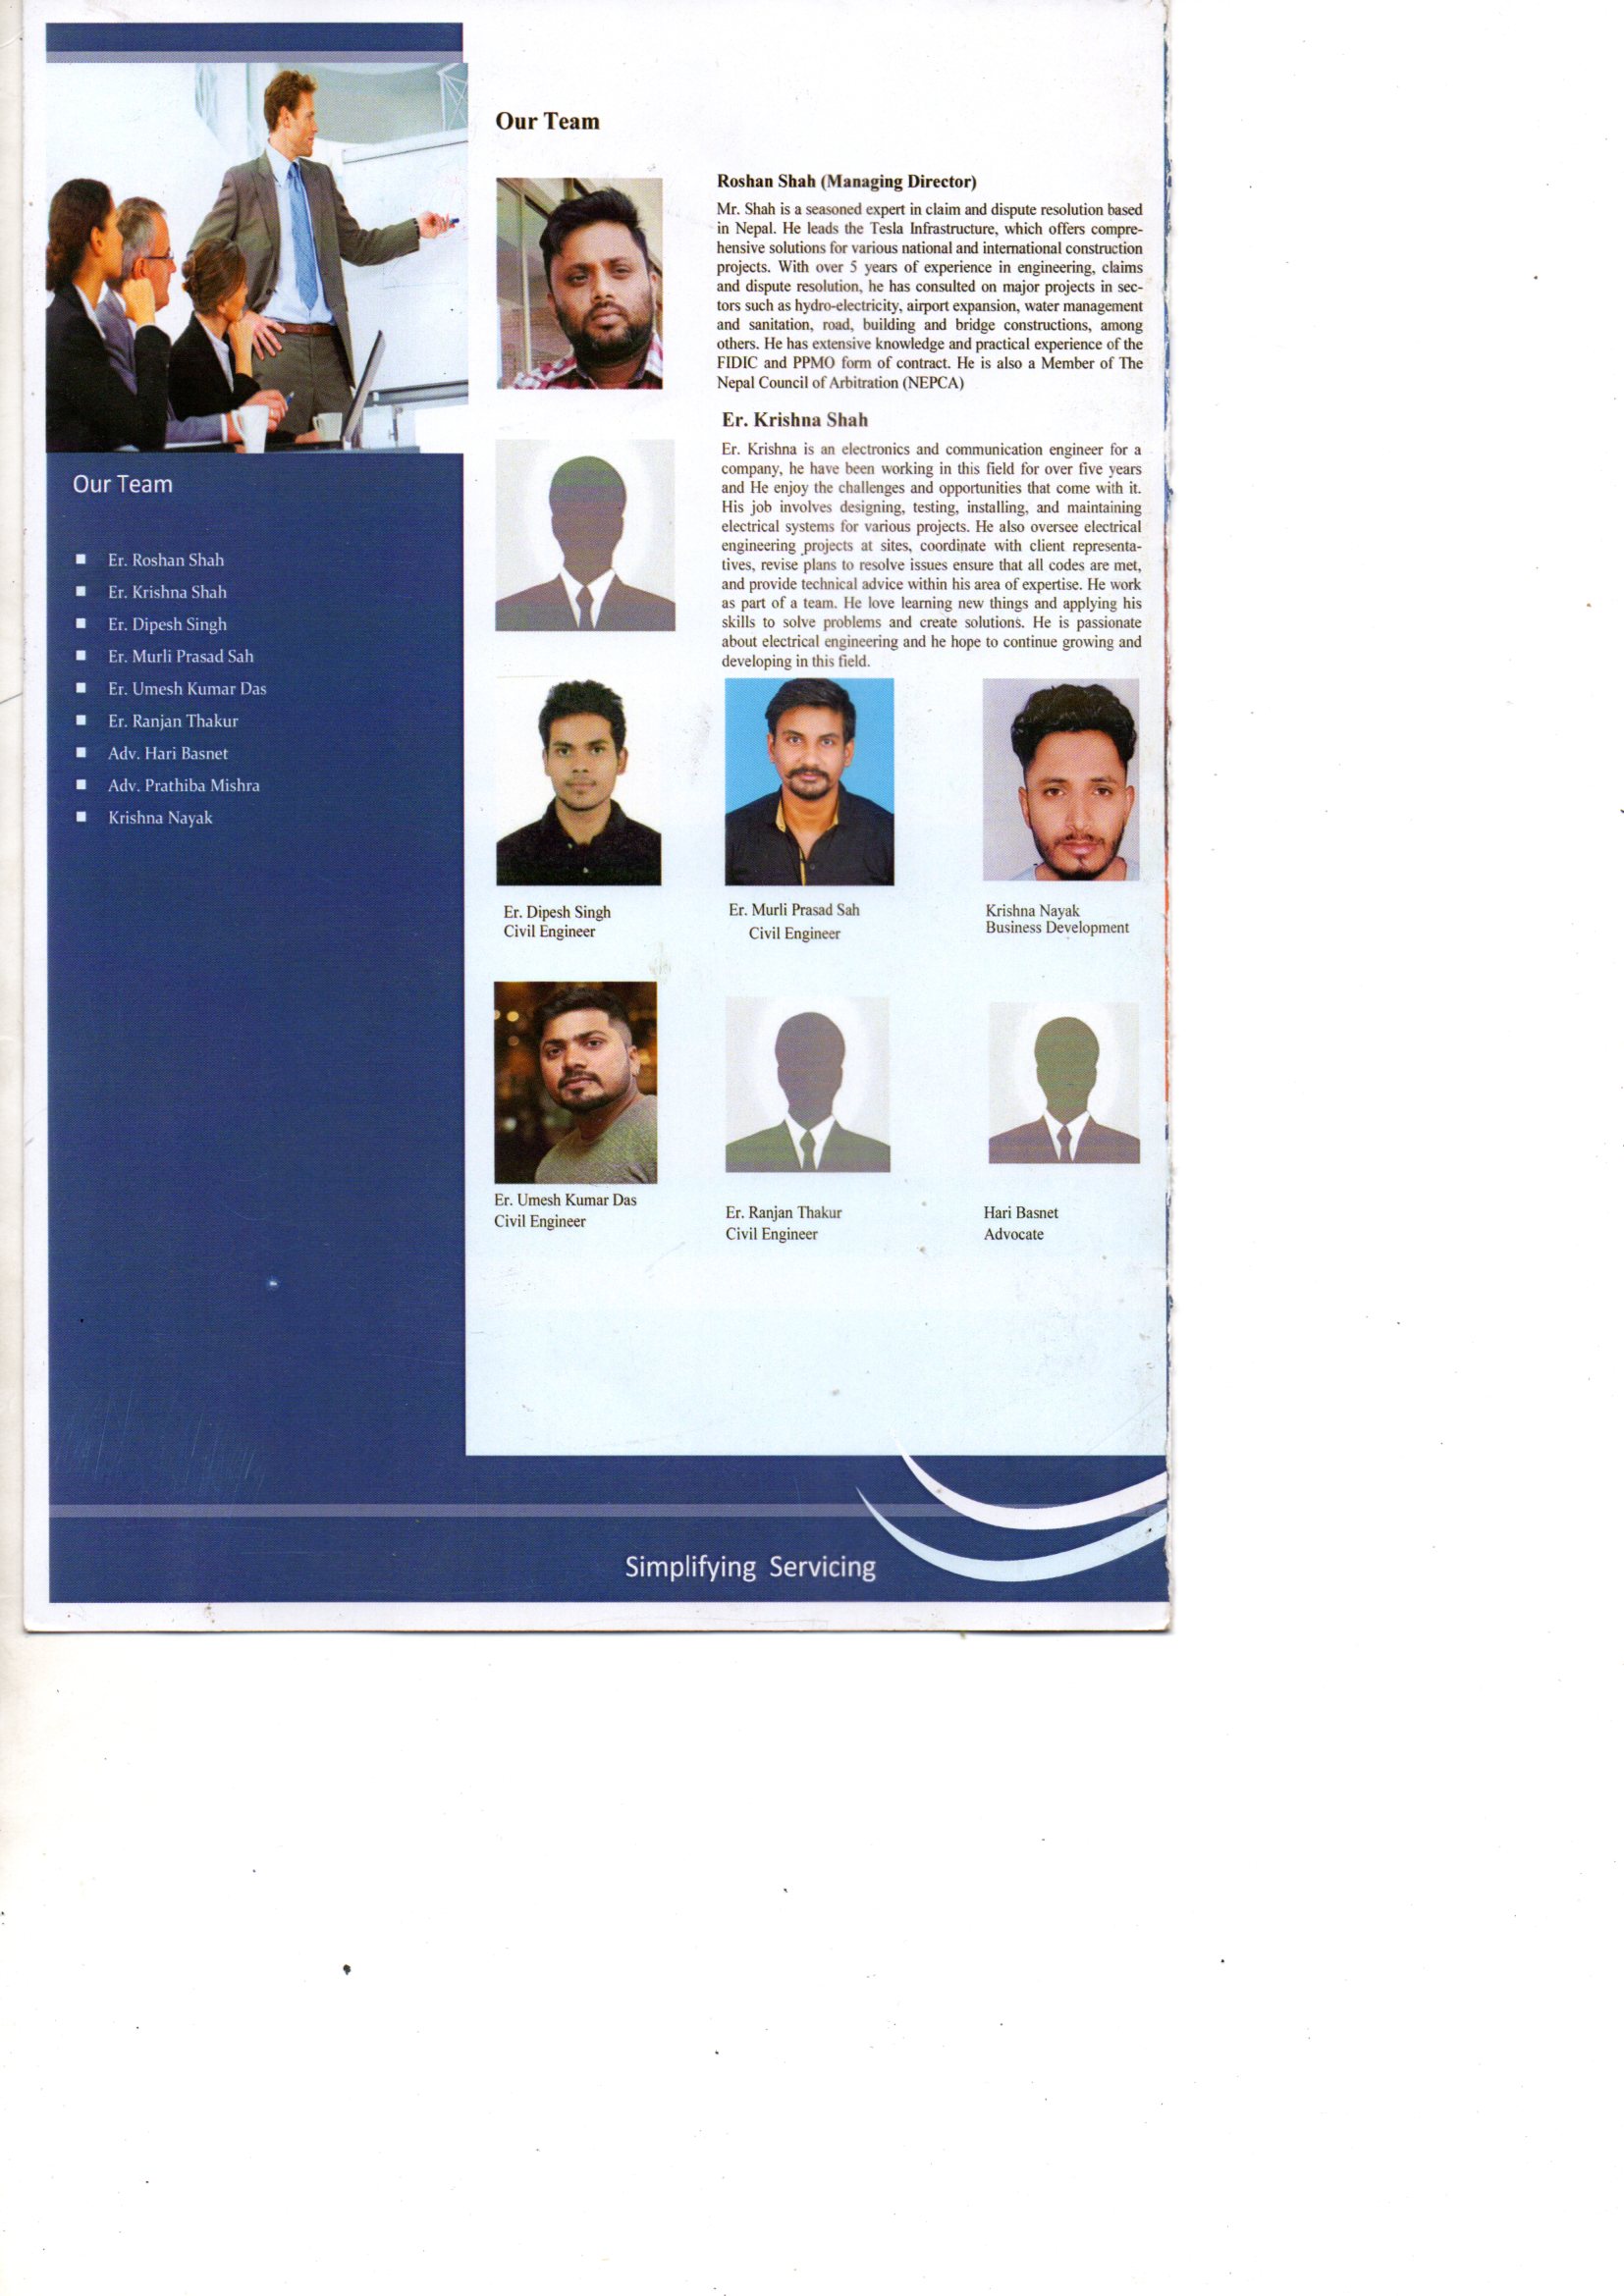 Our Team
Er. Roshan Shah
Er. Krishna Shah
Er. Dipesh Singh
Er. Murli Prasad Sah
Er. Umesh Kumar Das
Er. Ranjan Thakur
Adv. Hari Basnet
Adv. Prathiba Mishra
Krishna Nayak
Our Team
Roshan Shah (Managing Director)
Mr. Shah is a seasoned expert in claim and dispute resolution based
in Nepal. He leads the Tesla Infrastructure, which offers compre-
hensive solutions for various national and international construction
projects. With over 5 years of experience in engineering, claims
and dispute resolution, he has consulted on major projects in sec-
tors such as hydro-electricity, airport expansion, water management
and sanitation, road, building and bridge constructions, among
others. He has extensive knowledge and practical experience of the
FIDIC and PPMO form of contract. He is also a Member of The
Nepal Council of Arbitration (NEPCA)
Er. Krishna Shah
Er. Krishna is an electronics and communication engineer for a
company, he have been working in this field for over five years
and He enjoy the challenges and opportunities that come with it.
His job involves designing, testing, installing, and maintaining
electrical systems for various projects. He also oversee electrical
engineering projects at sites, coordinate with client representa-
tives, revise plans to resolve issues ensure that all codes are met,
and provide technical advice within his area of expertise. He work
as part of a team. He love learning new things and applying his
skills to solve problems and create solutions. He is passionate
about electrical engineering and he hope to continue growing and
developing in this field.
Er. Dipesh Singh
Civil Engineer
Er. Murli Prasad Sah
Civil Engineer
Krishna Nayak
Business Development
Er. Umesh Kumar Das
Civil Engineer
Er. Ranjan Thakur
Civil Engineer
Hari Basnet
Advocate
Simplifying Servicing